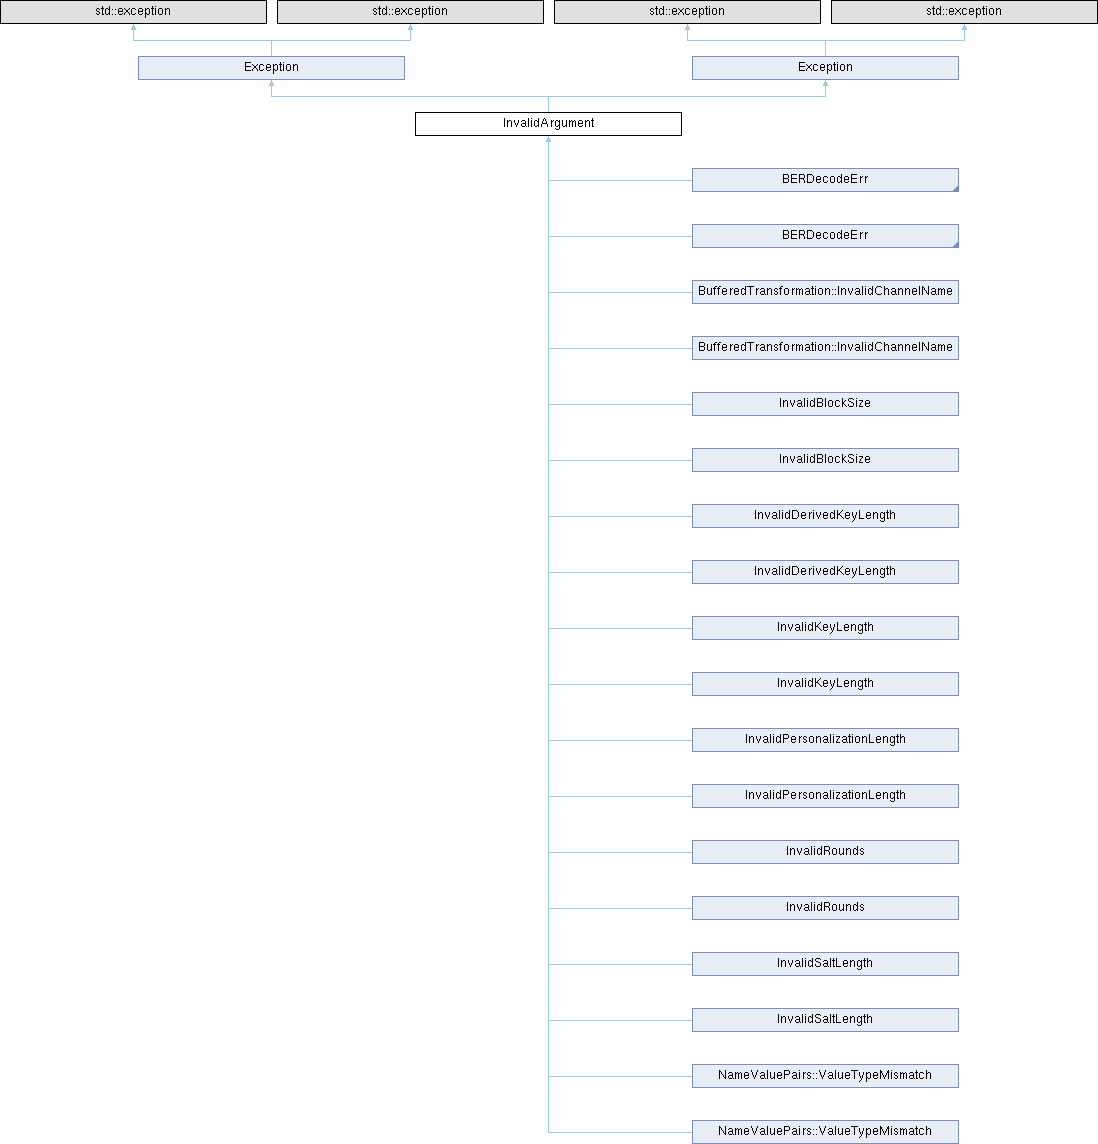 std::exception
std::exception
std::exception
std::exception
Exception
Exception
InvalidArgument
BERDecodeErr
BERDecodeErr
BufferedTransformation::InvalidChannelName
BufferedTransformation::InvalidChannelName
InvalidBlockSize
InvalidBlockSize
InvalidDerivedKeyLength
InvalidDerivedKeyLength
InvalidKeyLength
InvalidKeyLength
InvalidPersonalizationLength
InvalidPersonalizationLength
InvalidRounds
InvalidRounds
InvalidSaltLength
InvalidSaltLength
NameValuePairs::ValueTypeMismatch
NameValuePairs::ValueTypeMismatch